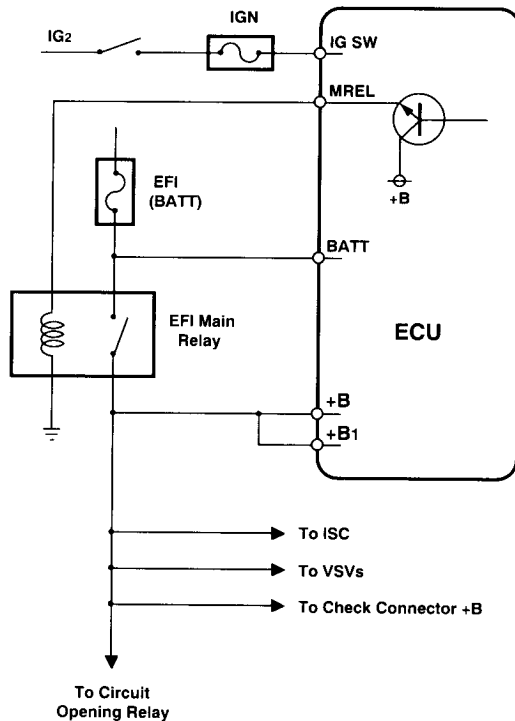 IGN
IG2
IG SW
MREL
+B
EFI
(BATT)
BATT
EFI Main
Relay
ECU
+B
+B1
To ISC
To VSVs
To Check Connector +B
To Circuit
Opening Relay